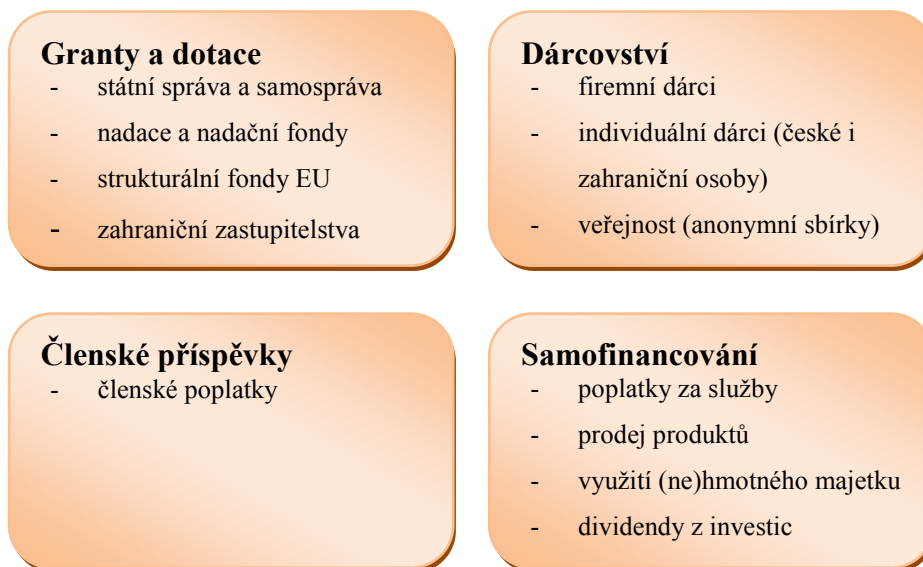 Granty a dotace
- státní správa a samospráva
- nadace a nadační fondy
- strukturální fondy EU
- zahraniční zastupitelstva
Dárcovství
- firemní dárci
- individuální dárci (české i
zahraniční osoby)
- veřejnost (anonymní sbírky)
Členské příspěvky
- členské poplatky
Samofinancování
- poplatky za služby
- prodej produktů
- využití (ne)hmotného majetku
- dividendy z investic